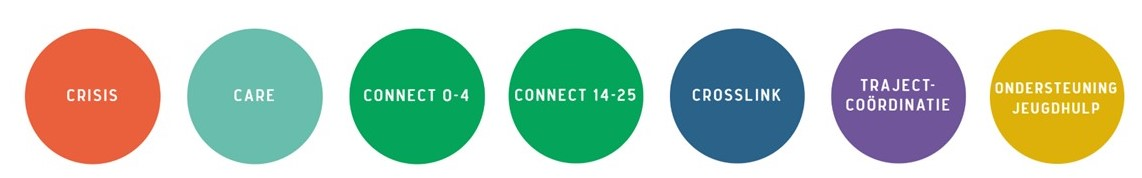 CRISIS
CARE
CONNECT 0-4
CONNECT 14-25
CROSSLINK
TRAJECT-
COÖRDINATIE
ONDERSTEUNING
JEUGDHULP